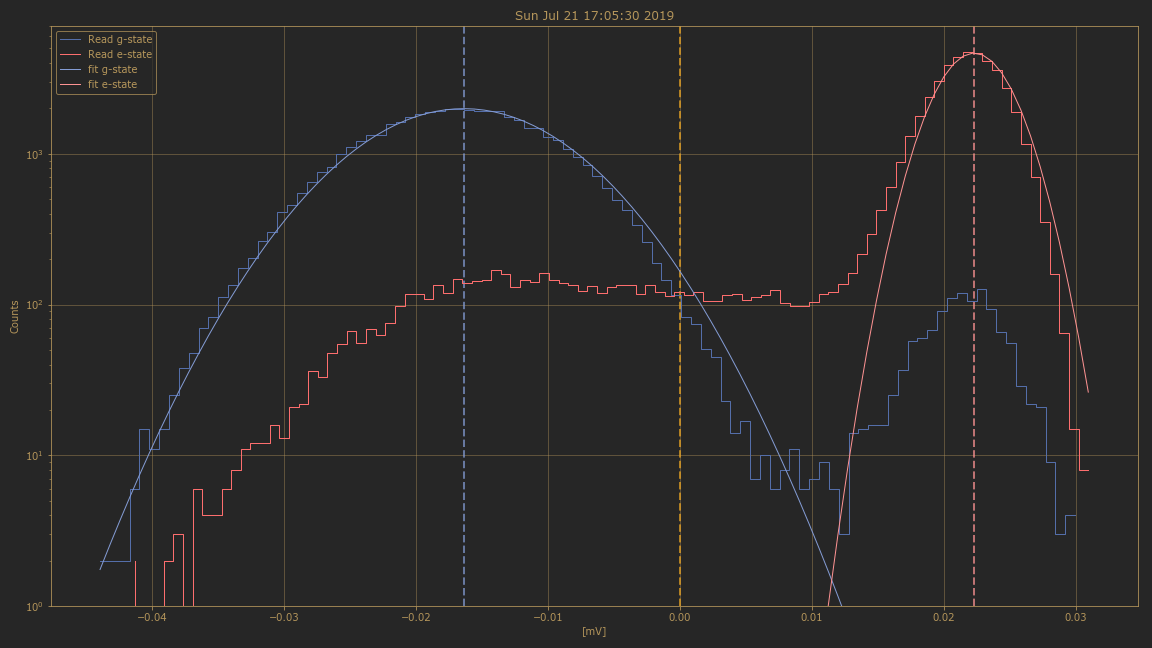 Sun Jul 21 17:05:30 2019
Read g-state
Read e-state
fit g-state
fit e-state
Counts
10³
10²
10¹
10⁰
−0.04
−0.03
−0.02
−0.01
0.00
0.01
0.02
0.03
[mV]